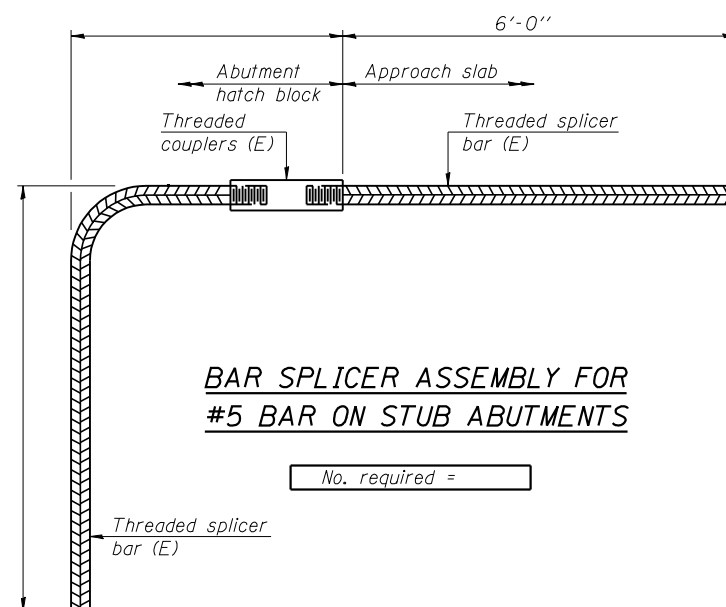 6'-0"
Abutment
hatch block
Approach slab
Threaded
couplers (E)
Threaded splicer
bar (E)
BAR SPLICER ASSEMBLY FOR
#5 BAR ON STUB ABUTMENTS
No. required =
Threaded splicer
bar (E)